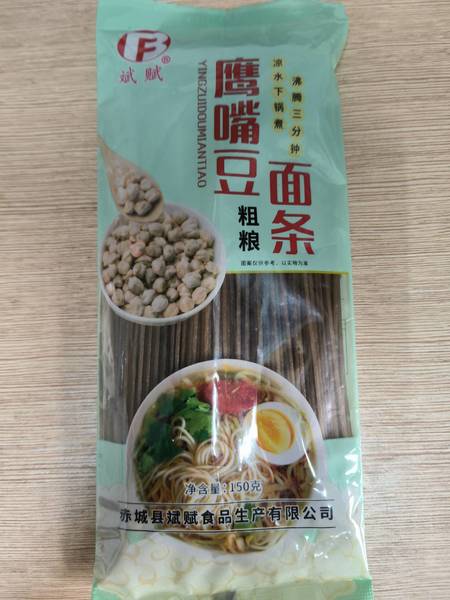 斌赋®
鹰嘴豆
YINGZUIDOUMIANTIAO
粗粮
面条
凉水下锅煮
沸腾三分钟
图案仅供参考，以实物为准
净含量:150克
赤城县斌赋食品生产有限公司